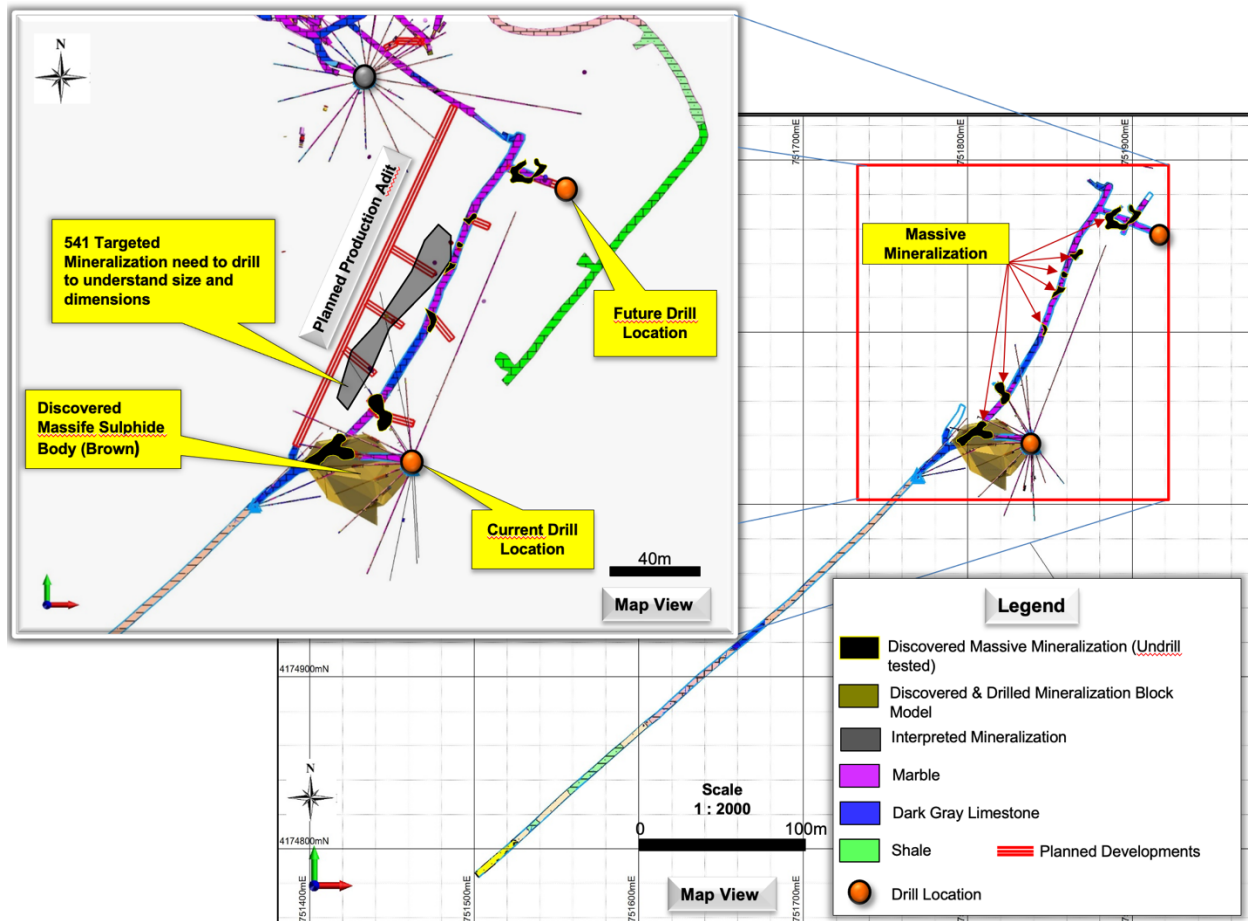 N
Planned Production Adit
541 Targeted
Mineralization need to drill
to understand size and
dimensions
Discovered
Massife Sulphide
Body (Brown)
Future Drill
Location
Current Drill
Location
40m
Map View
751700mE
751800mE
751900mE
Massive
Mineralization
4174900mN
4174800mN
N
751400mE
751500mE
751600mE
751700mE
Scale
1 : 2000
0
100m
Map View
Legend
Discovered Massive Mineralization (Undrill
tested)
Discovered & Drilled Mineralization Block
Model
Interpreted Mineralization
Marble
Dark Gray Limestone
Shale
Planned Developments
Drill Location